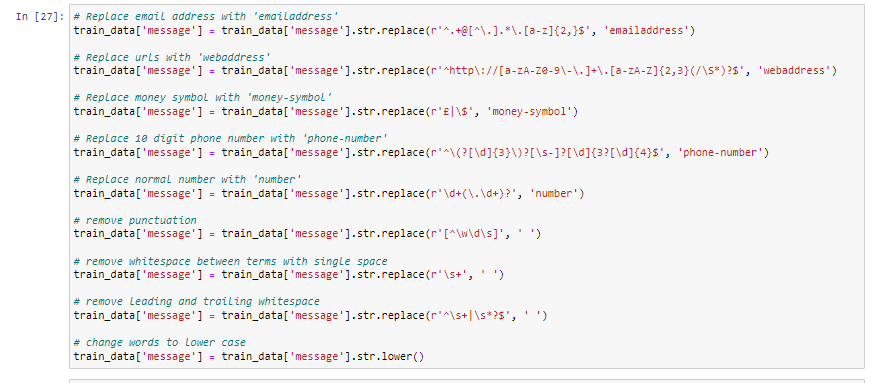 In [27]: # Replace email address with 'emailaddress'
train_data['message'] = train_data['message'].str.replace(r'^.+@[^\.].*\.[a-z]{2,}$', 'emailaddress')
# Replace urls with 'webaddress'
train_data['message'] = train_data['message'].str.replace(r'^http\://[a-zA-Z0-9\-\.]+\.[a-zA-Z]{2,3}(/\S*)?$', 'webaddress')
# Replace money symbol with 'money-symbol'
train_data['message'] = train_data['message'].str.replace(r'£|\$', 'money-symbol')
# Replace 10 digit phone number with 'phone-number'
train_data['message'] = train_data['message'].str.replace(r'^\(?[\d]{3}\)?[\s-]?[\d]{3?[\d]{4}$', 'phone-number')
# Replace normal number with 'number'
train_data['message'] = train_data['message'].str.replace(r'\d+(\.\d+)?', 'number')
# remove punctuation
train_data['message'] = train_data['message'].str.replace(r'[^\w\d\s]', ' ')
# remove whitespace between terms with single space
train_data['message'] = train_data['message'].str.replace(r'\s+', ' ')
# remove leading and trailing whitespace
train_data['message'] = train_data['message'].str.replace(r'^\s+|\s*?$', ' ')
# change words to lower case
train_data['message'] = train_data['message'].str.lower()